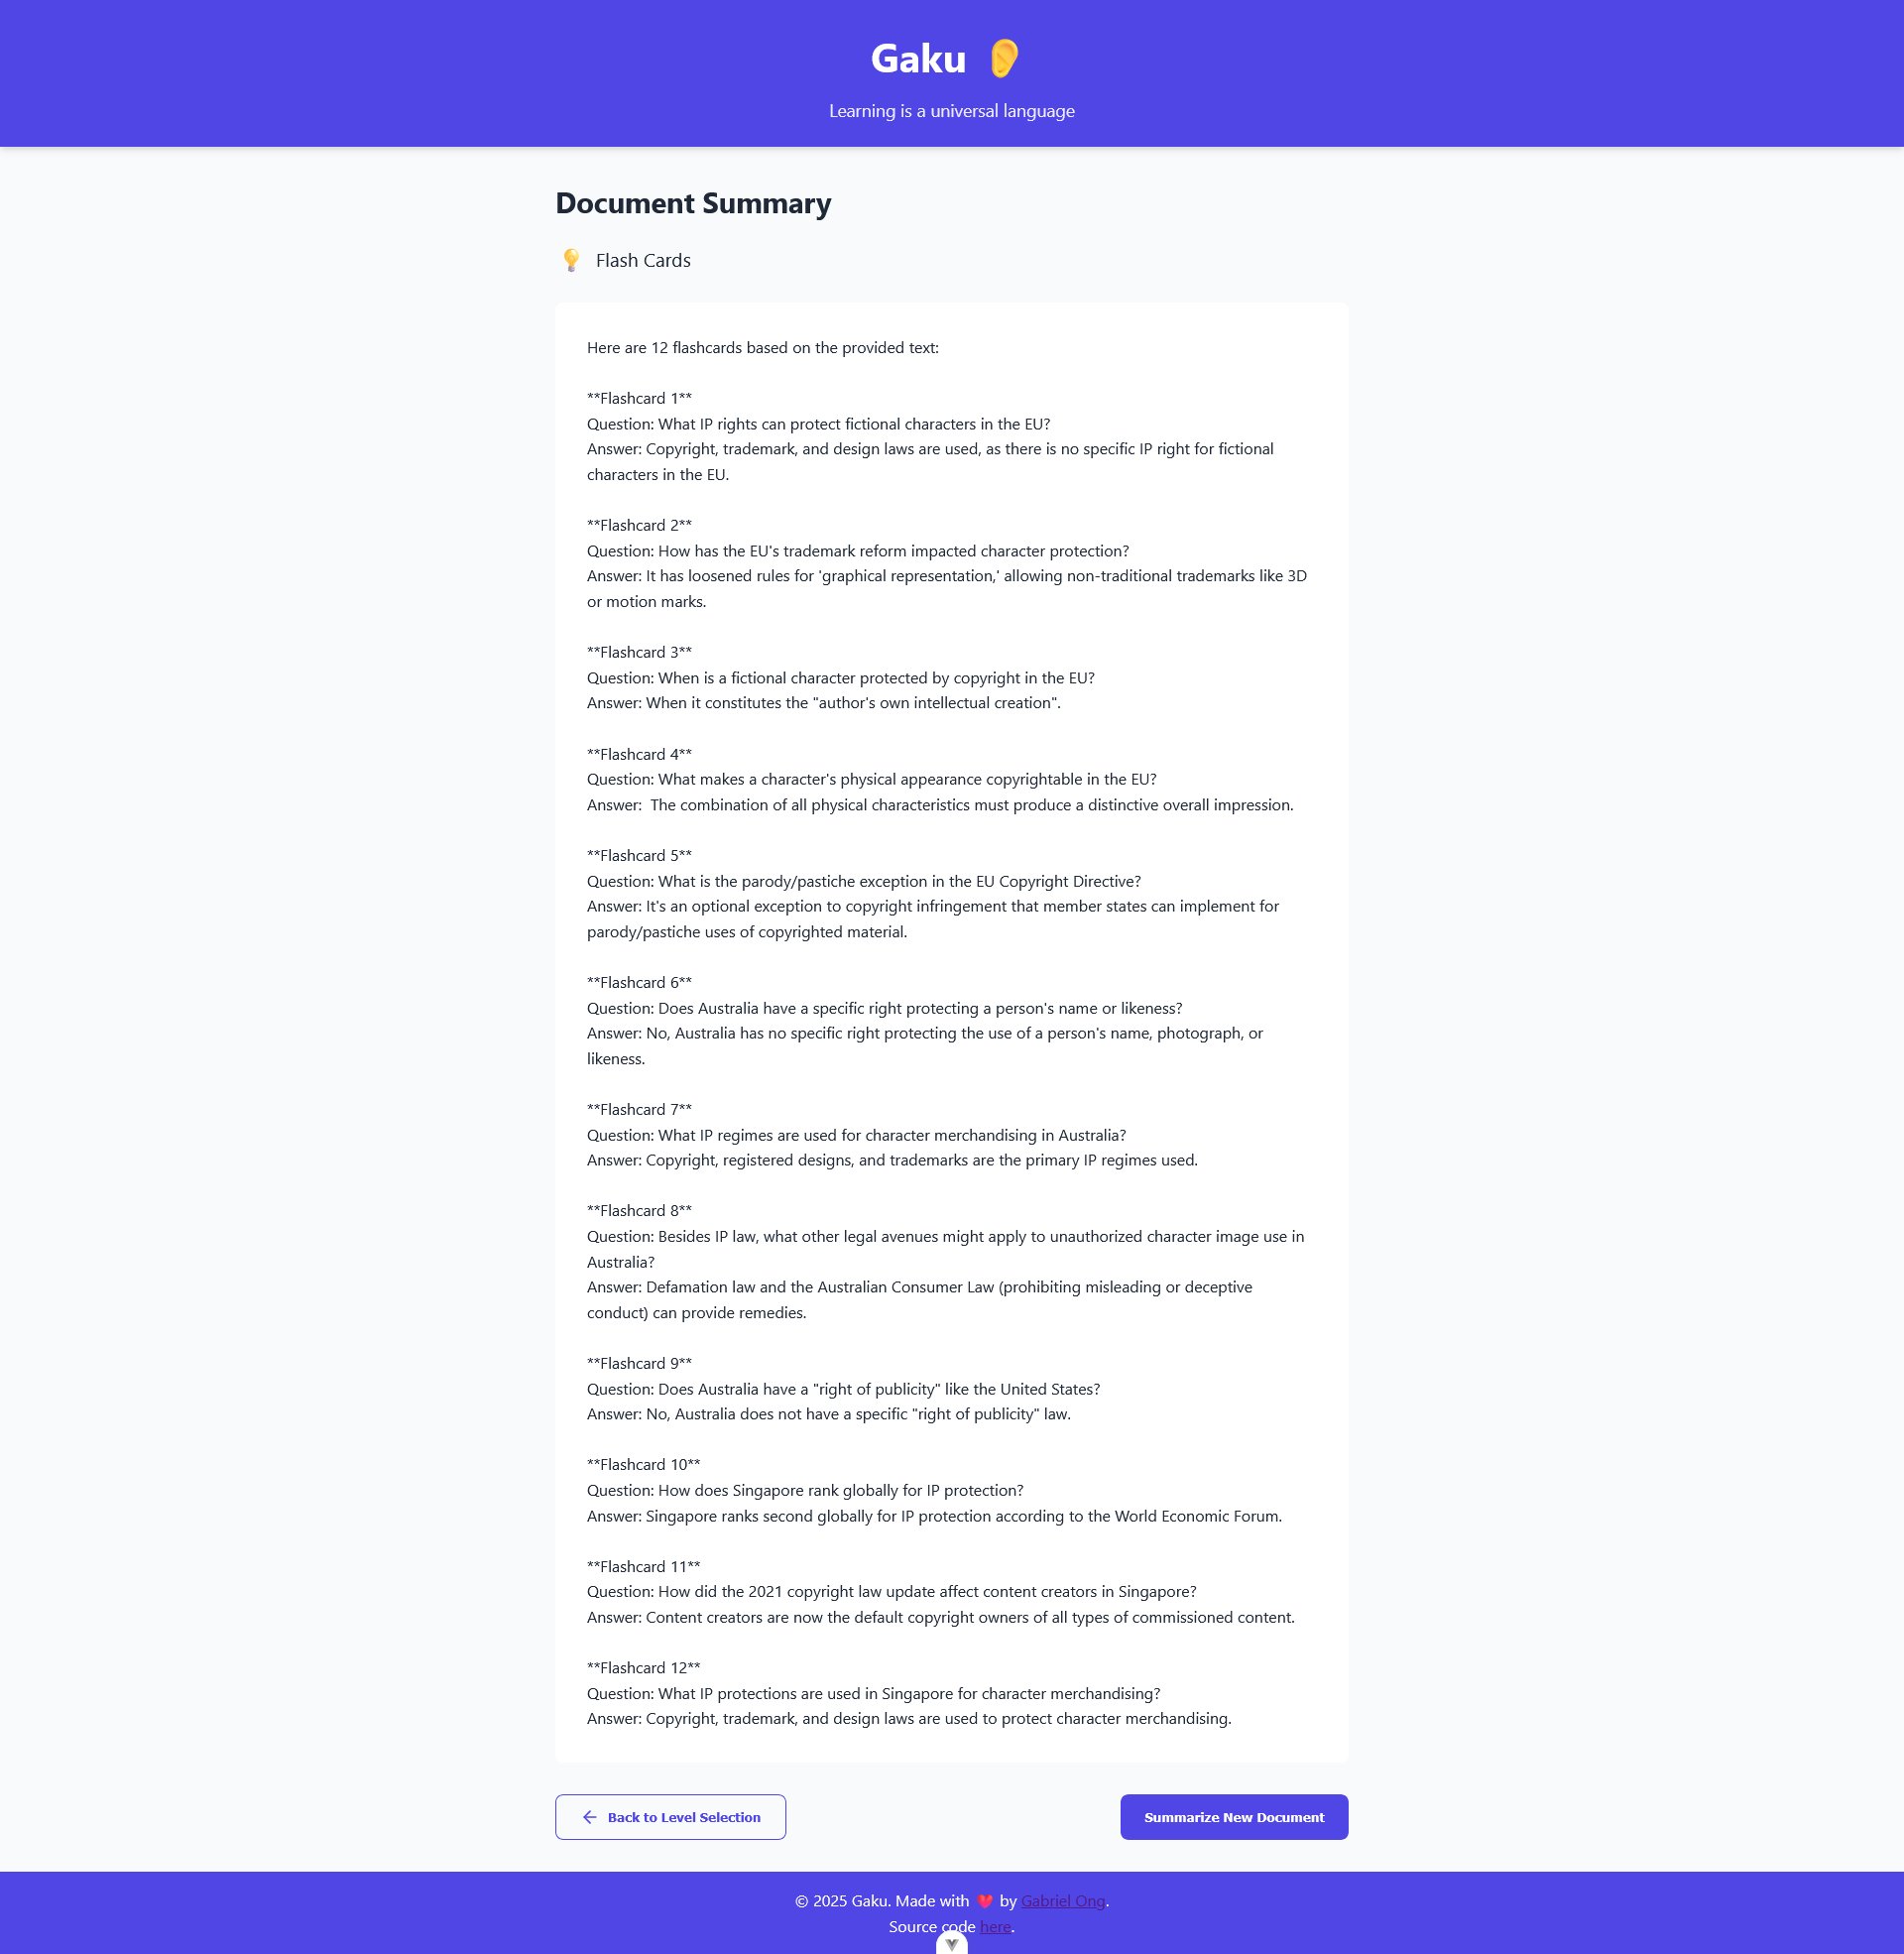 Gaku 👂
Learning is a universal language
Document Summary
💡 Flash Cards
Here are 12 flashcards based on the provided text:
**Flashcard 1**
Question: What IP rights can protect fictional characters in the EU?
Answer: Copyright, trademark, and design laws are used, as there is no specific IP right for fictional
characters in the EU.
**Flashcard 2**
Question: How has the EU's trademark reform impacted character protection?
Answer: It has loosened rules for 'graphical representation,' allowing non-traditional trademarks like 3D
or motion marks.
**Flashcard 3**
Question: When is a fictional character protected by copyright in the EU?
Answer: When it constitutes the "author's own intellectual creation".
**Flashcard 4**
Question: What makes a character's physical appearance copyrightable in the EU?
Answer:  The combination of all physical characteristics must produce a distinctive overall impression.
**Flashcard 5**
Question: What is the parody/pastiche exception in the EU Copyright Directive?
Answer: It's an optional exception to copyright infringement that member states can implement for
parody/pastiche uses of copyrighted material.
**Flashcard 6**
Question: Does Australia have a specific right protecting a person's name or likeness?
Answer: No, Australia has no specific right protecting the use of a person's name, photograph, or
likeness.
**Flashcard 7**
Question: What IP regimes are used for character merchandising in Australia?
Answer: Copyright, registered designs, and trademarks are the primary IP regimes used.
**Flashcard 8**
Question: Besides IP law, what other legal avenues might apply to unauthorized character image use in
Australia?
Answer: Defamation law and the Australian Consumer Law (prohibiting misleading or deceptive
conduct) can provide remedies.
**Flashcard 9**
Question: Does Australia have a "right of publicity" like the United States?
Answer: No, Australia does not have a specific "right of publicity" law.
**Flashcard 10**
Question: How does Singapore rank globally for IP protection?
Answer: Singapore ranks second globally for IP protection according to the World Economic Forum.
**Flashcard 11**
Question: How did the 2021 copyright law update affect content creators in Singapore?
Answer: Content creators are now the default copyright owners of all types of commissioned content.
**Flashcard 12**
Question: What IP protections are used in Singapore for character merchandising?
Answer: Copyright, trademark, and design laws are used to protect character merchandising.
← Back to Level Selection
Summarize New Document
© 2025 Gaku. Made with ❤️ by Gabriel Ong.
Source code here.